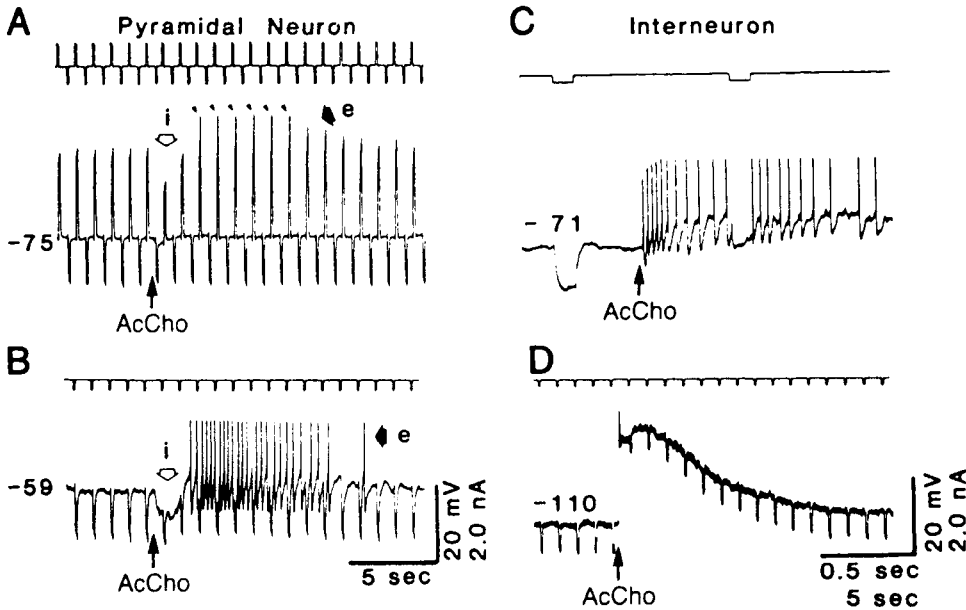 A
Pyramidal Neuron
i
e
-75
AcCho
B
i
e
-59
AcCho
20 mV
2.0 nA
5 sec
C
Interneuron
- 71
AcCho
D
-110
AcCho
20 mV
2.0 nA
0.5 sec
5 sec